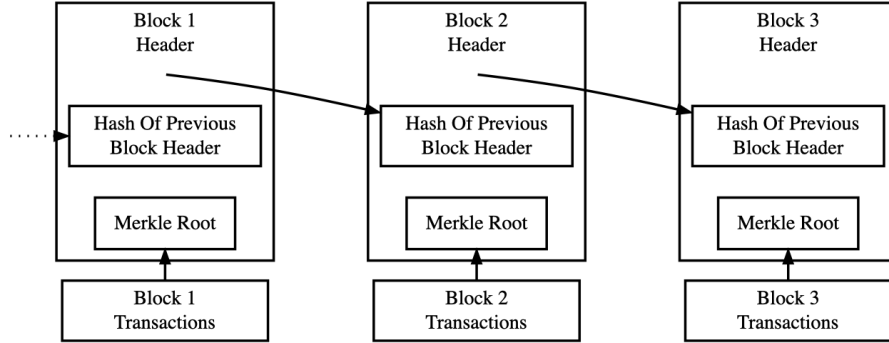 Block 1
Header
Hash Of Previous
Block Header
Merkle Root
Block 1
Transactions
Block 2
Header
Hash Of Previous
Block Header
Merkle Root
Block 2
Transactions
Block 3
Header
Hash Of Previous
Block Header
Merkle Root
Block 3
Transactions